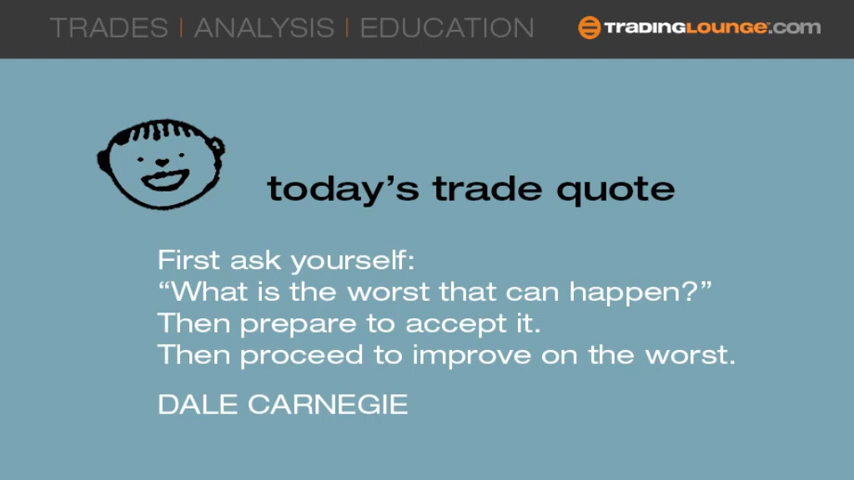 TRADES | ANALYSIS | EDUCATION
TRADINGLOUNGE.com
today's trade quote
First ask yourself:
“What is the worst that can happen?”
Then prepare to accept it.
Then proceed to improve on the worst.
DALE CARNEGIE